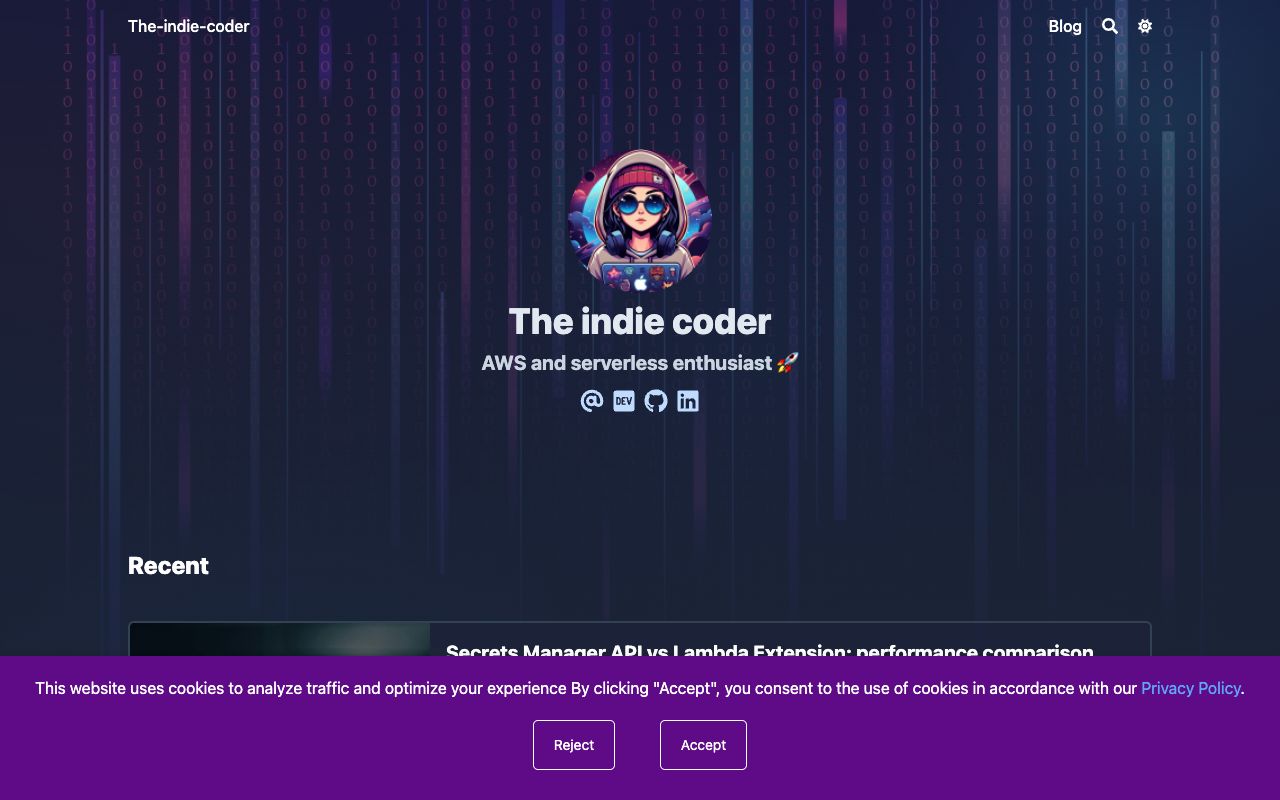 The-indie-coder
Blog
The indie coder
AWS and serverless enthusiast 🚀
DEV
in
Recent
Secrets Manager API vs Lambda Extension: performance comparison
This website uses cookies to analyze traffic and optimize your experience By clicking "Accept", you consent to the use of cookies in accordance with our Privacy Policy.
Reject
Accept